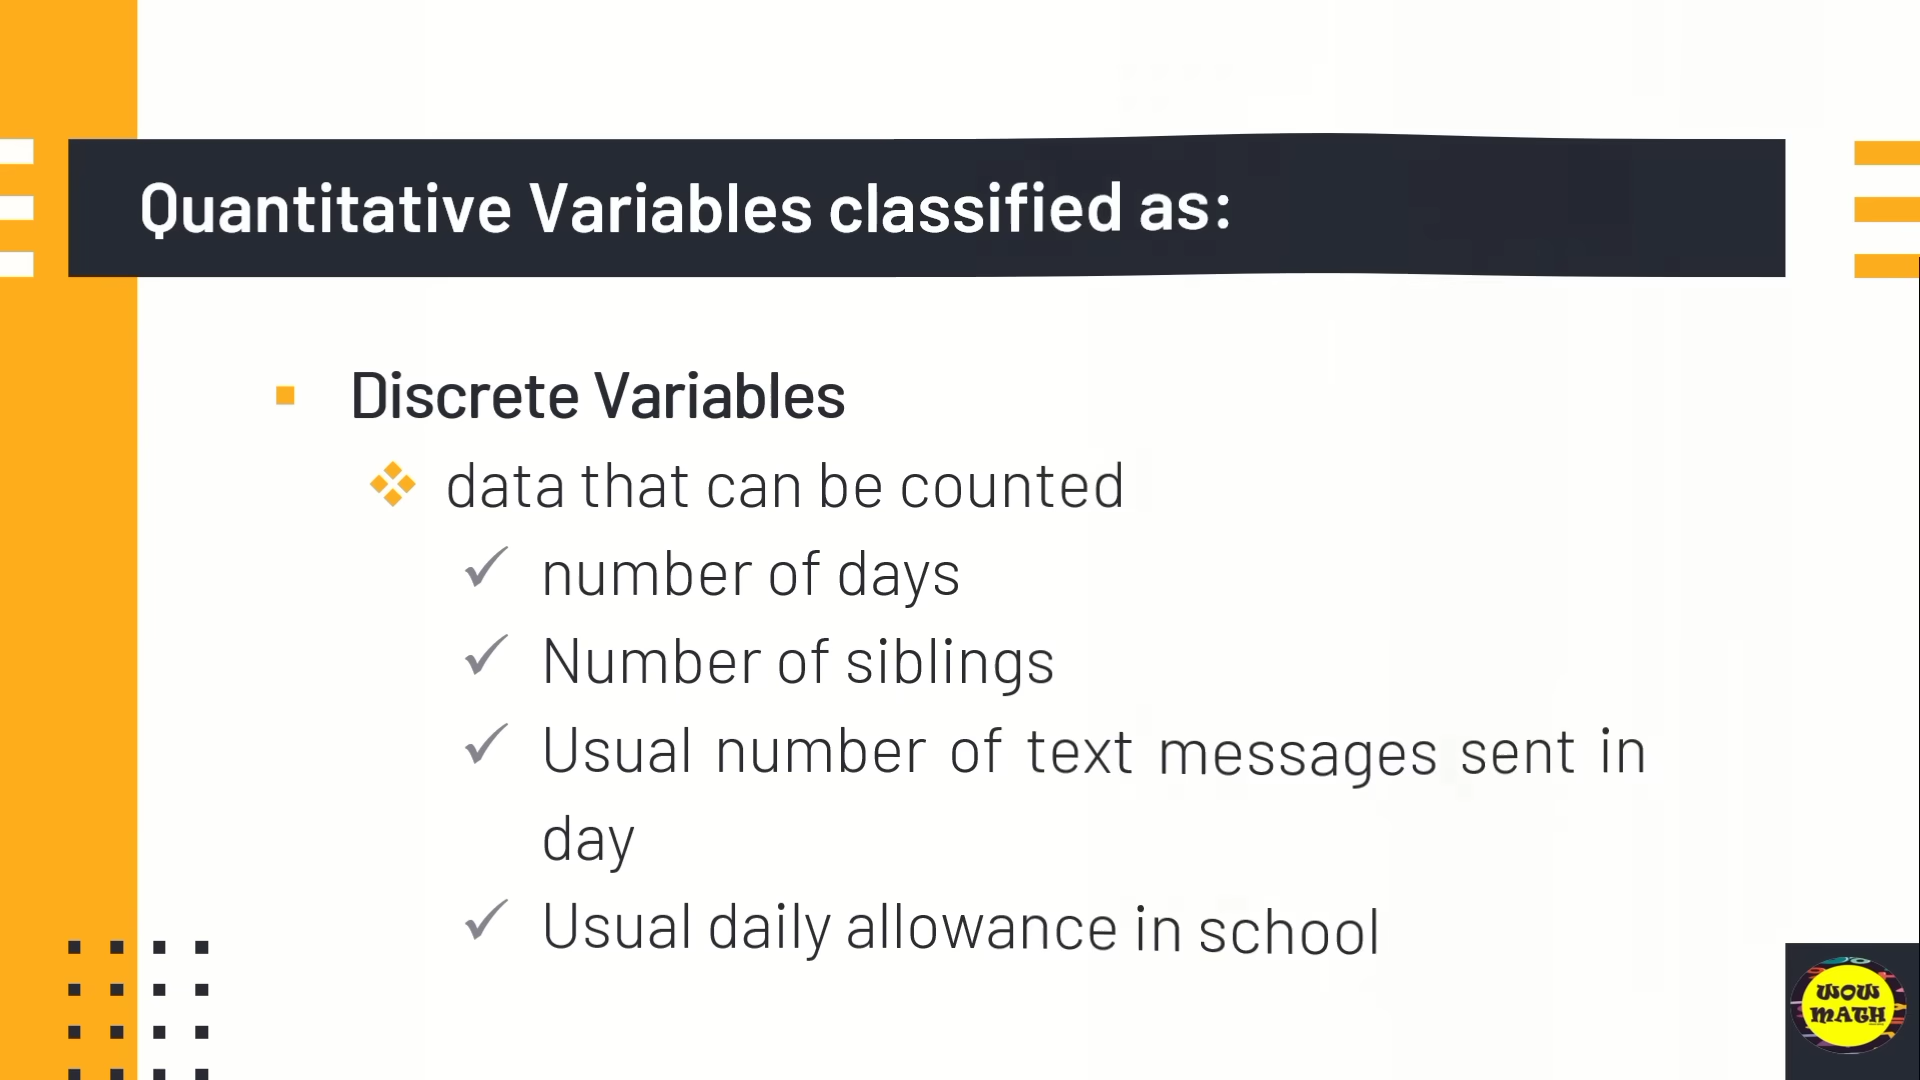 Quantitative Variables classified as:
Discrete Variables
data that can be counted
number of days
Number of siblings
Usual number of text messages sent in
day
Usual daily allowance in school
WOW
MATH